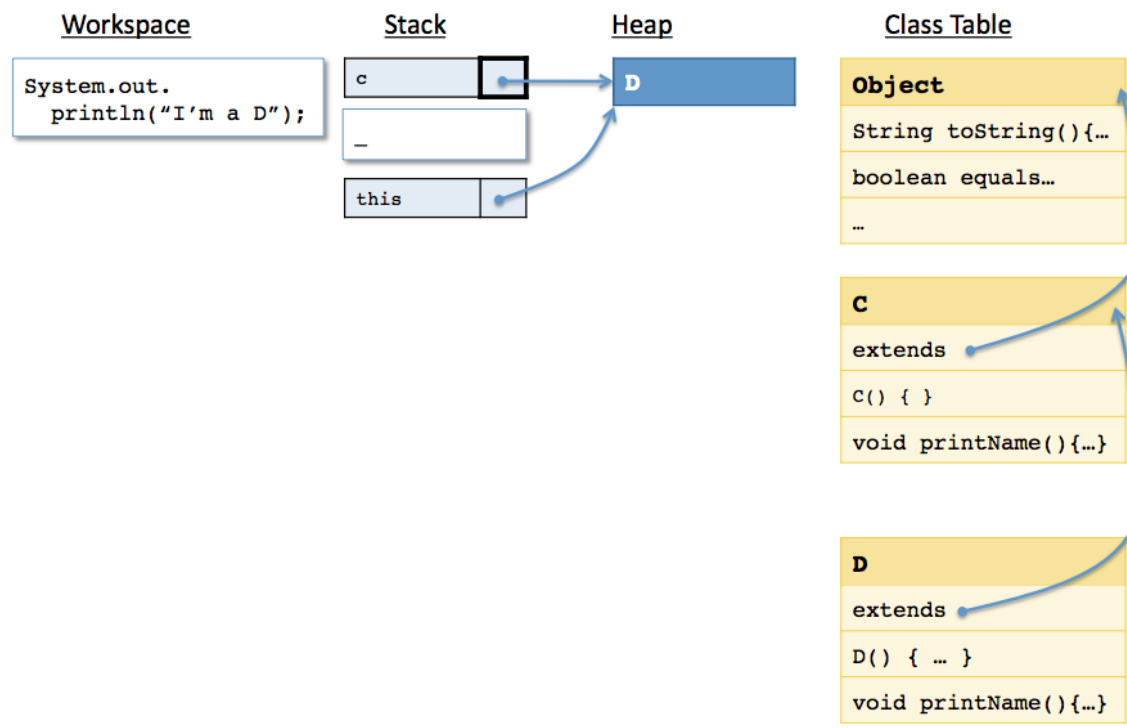 Workspace
Stack
Heap
Class Table
System.out.
println(“I’m a D”);
c
_
this
D
Object
String toString(){…
boolean equals…
…
C
extends
C() { }
void printName(){…}
D
extends
D() { … }
void printName(){…}